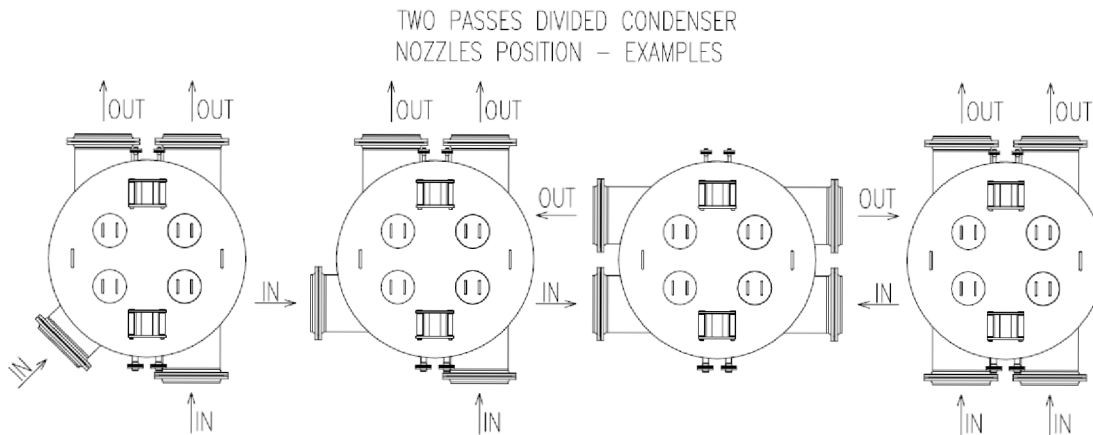 TWO PASSES DIVIDED CONDENSER
NOZZLES POSITION - EXAMPLES
OUT OUT OUT OUT OUT OUT
OUT OUT
IN IN IN
IN
IN IN IN IN